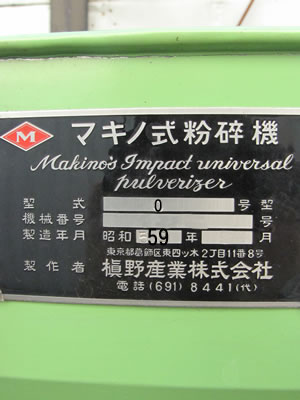 M マキノ式粉砕機
Makino's Impact universal
pulverizer
型式 0 号型
機械番号 号
製造年月 昭和 59 年 月
東京都葛飾区東四ッ木2丁目11番8号
製作者 槇野産業株式会社
電話(691)8441(代)